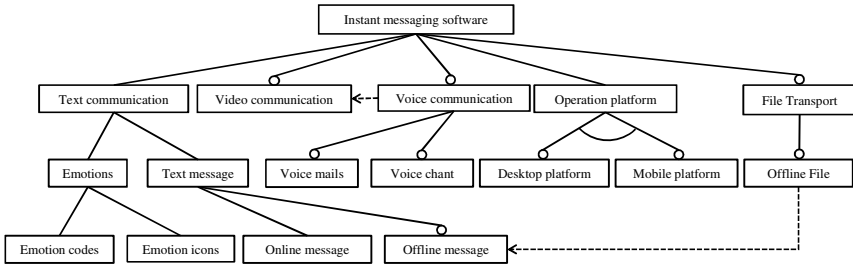 Instant messaging software
Text communication
Video communication
Voice communication
Operation platform
File Transport
Emotions
Text message
Voice mails
Voice chant
Desktop platform
Mobile platform
Offline File
Emotion codes
Emotion icons
Online message
Offline message